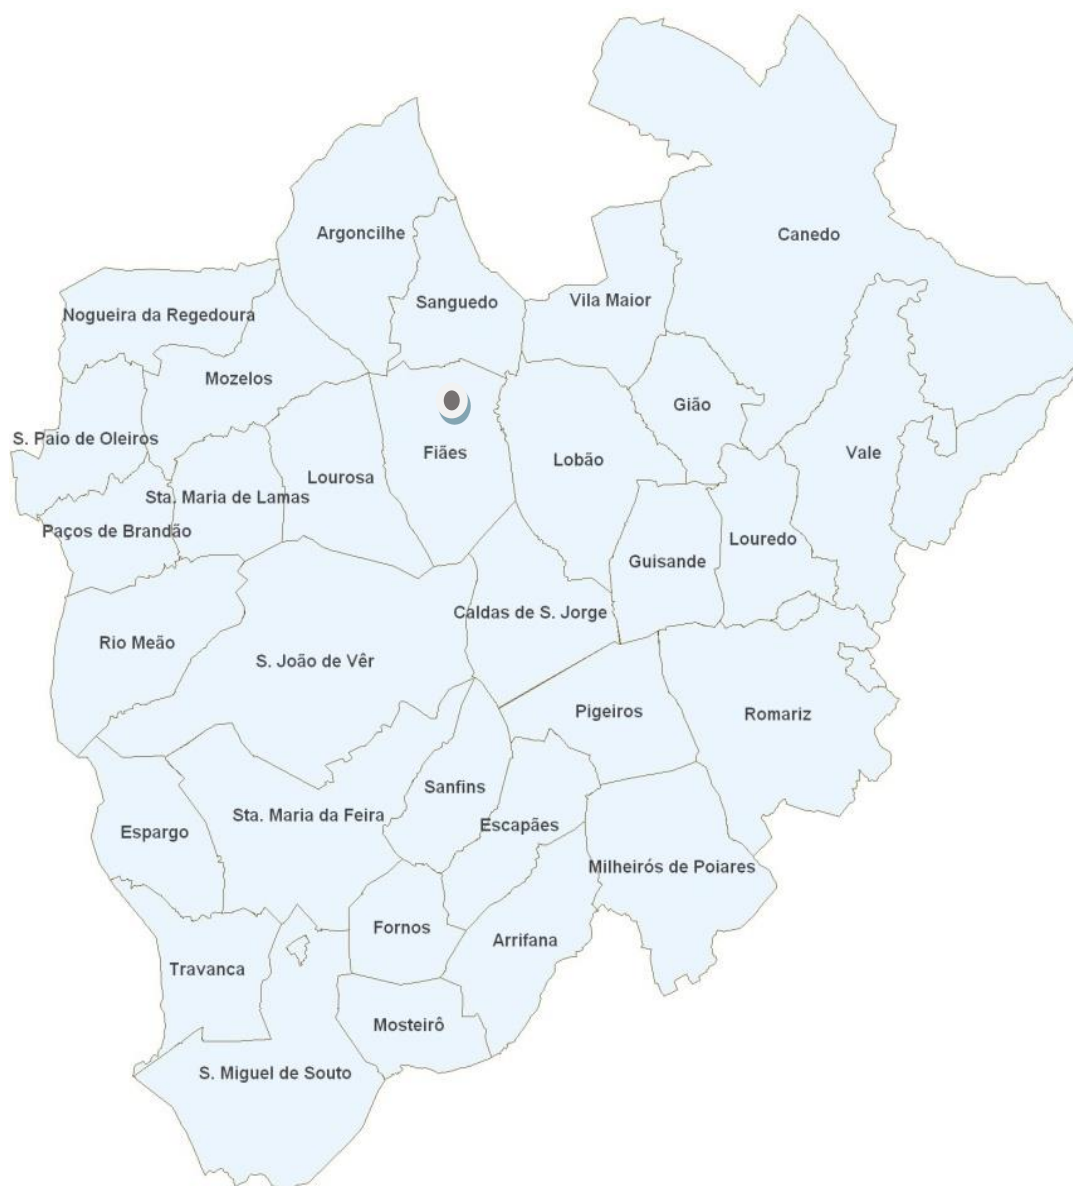 Argoncilhe
Canedo
Sanguedo
Vila Maior
Nogueira da Regedoura
Mozelos
Gião
S. Paio de Oleiros
Fiães
Vale
Lobão
Lourosa
Sta. Maria de Lamas
Paços de Brandão
Louredo
Guisande
Caldas de S. Jorge
Rio Meão
S. João de Vêr
Pigeiros
Romariz
Sanfins
Sta. Maria da Feira
Escapães
Espargo
Milheirós de Poiares
Fornos
Arrifana
Travanca
Mosteirô
S. Miguel de Souto